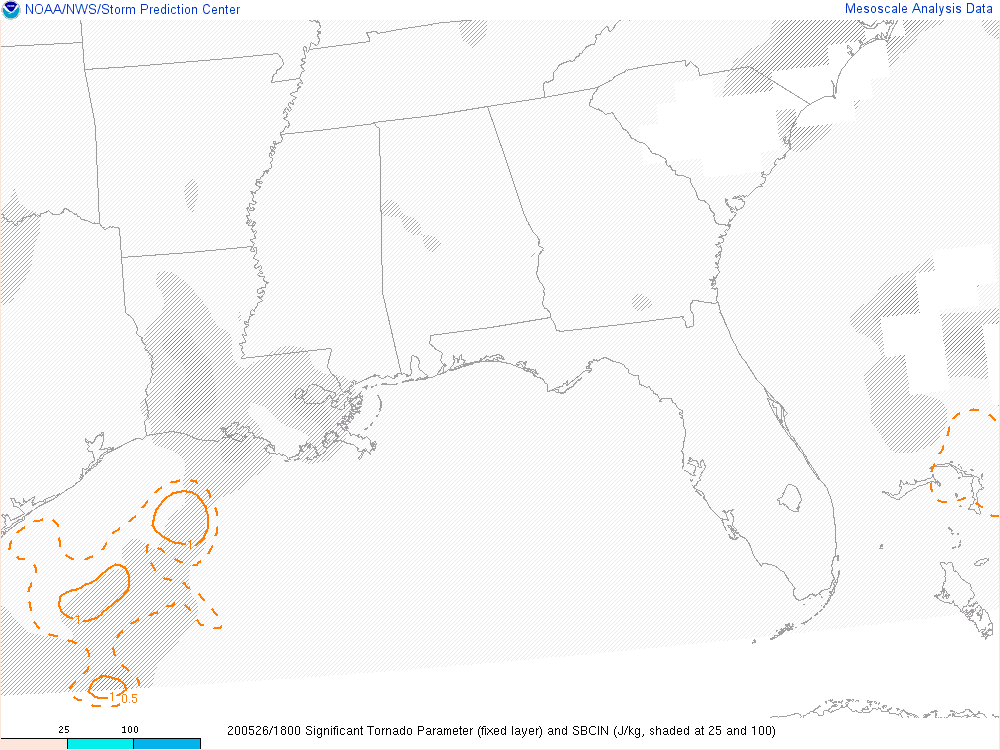 NOAA/NWS/Storm Prediction Center
Mesoscale Analysis Data
1
1
1 0.5
25 100
200526/1800 Significant Tornado Parameter (fixed layer) and SBCIN (J/kg, shaded at 25 and 100)